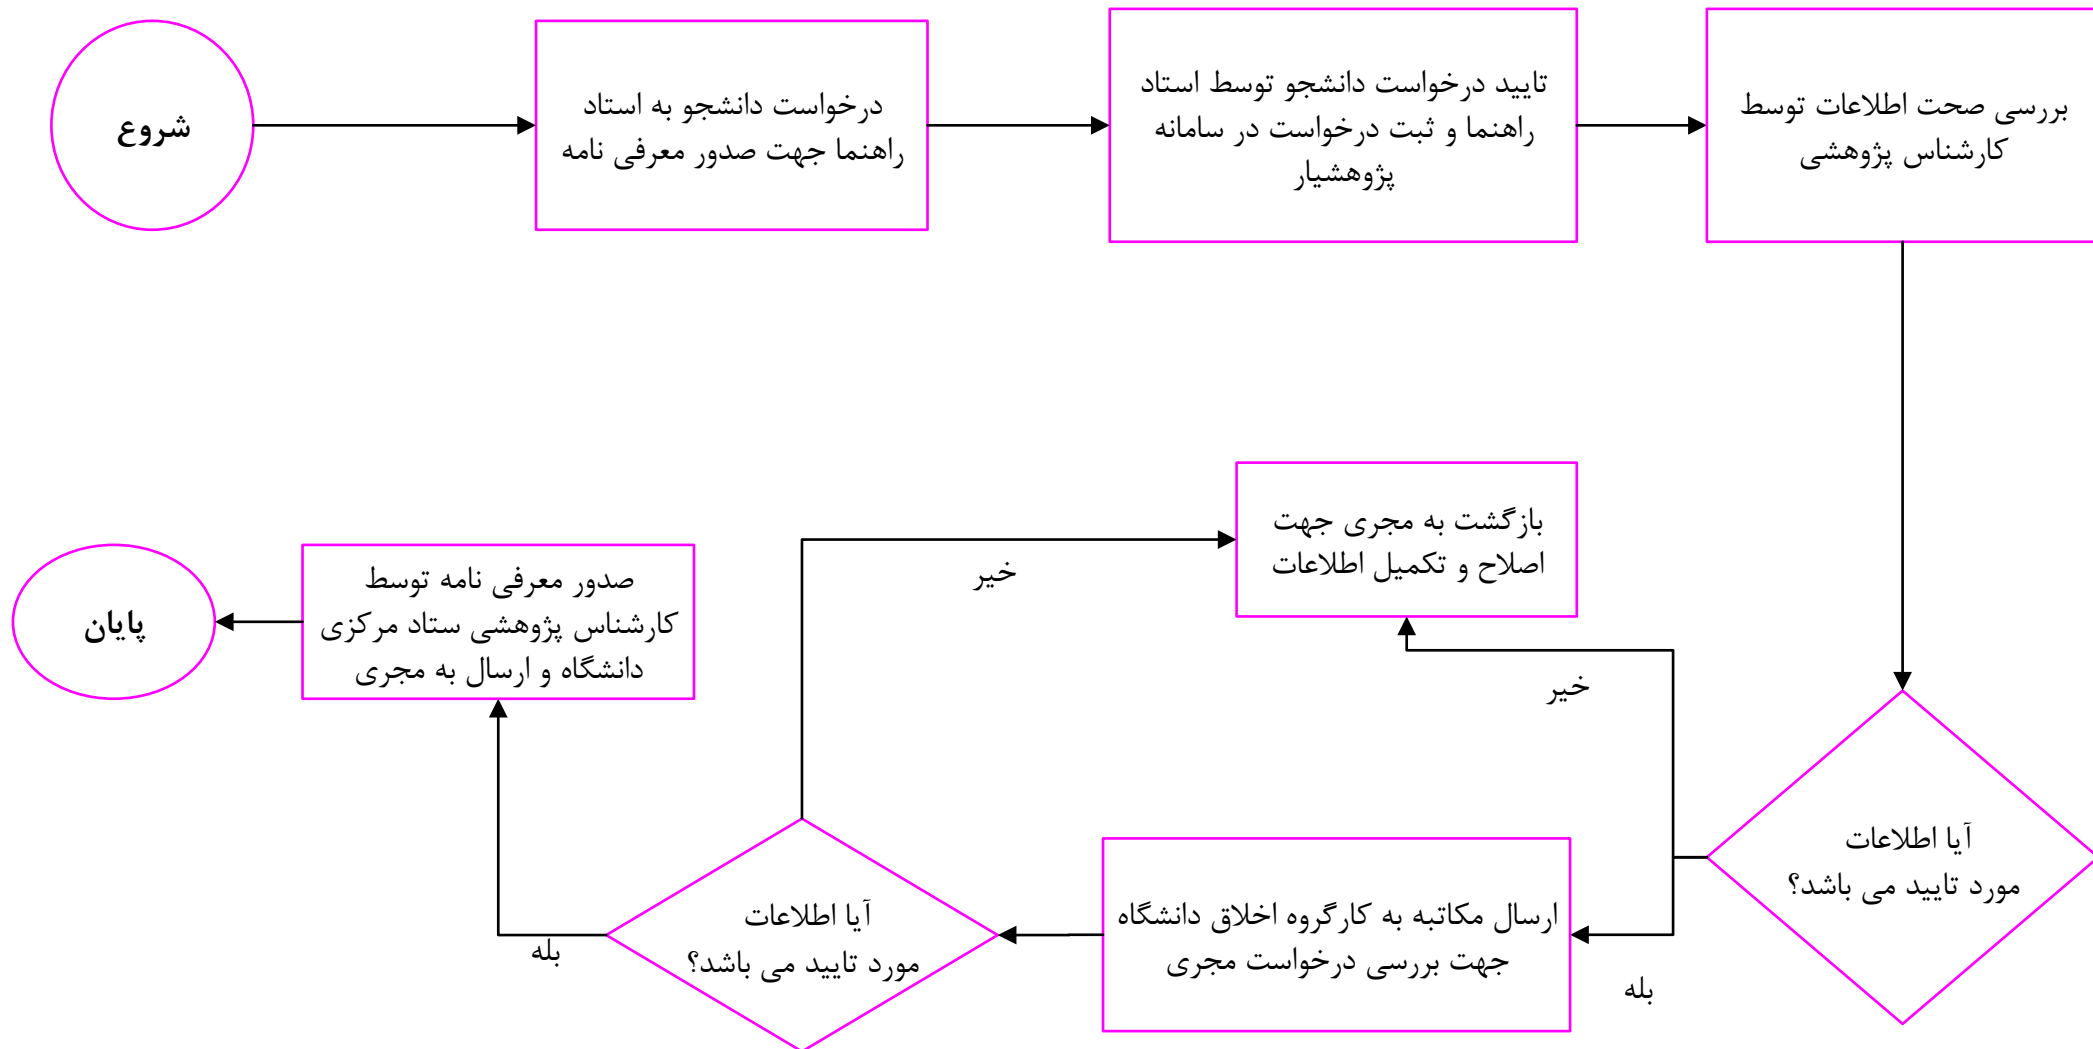 شروع
درخواست دانشجو به استاد
راهنما جهت صدور معرفی نامه
تایید درخواست دانشجو توسط استاد
راهنما و ثبت درخواست در سامانه
پژوهشیار
بررسی صحت اطلاعات توسط
کارشناس پژوهشی
آیا اطلاعات
مورد تایید می باشد؟
خیر
بله
بازگشت به مجری جهت
اصلاح و تکمیل اطلاعات
ارسال مکاتبه به کارگروه اخلاق دانشگاه
جهت بررسی درخواست مجری
آیا اطلاعات
مورد تایید می باشد؟
خیر
بله
صدور معرفی نامه توسط
کارشناس پژوهشی ستاد مرکزی
دانشگاه و ارسال به مجری
پایان